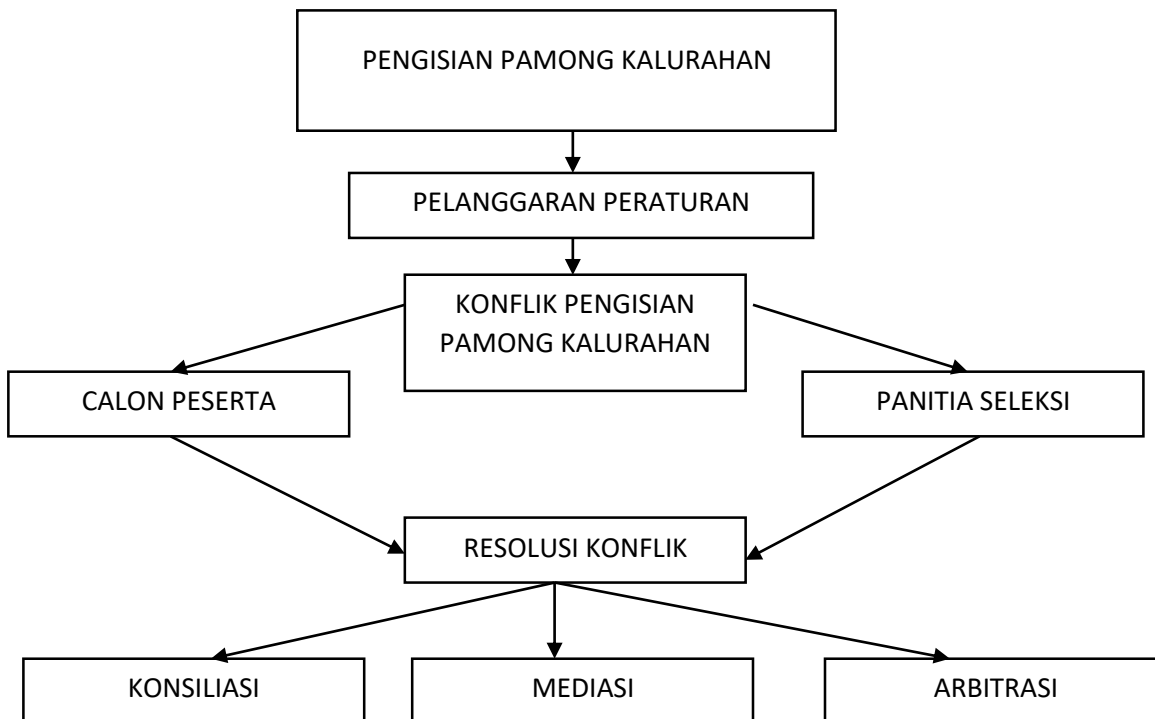 PENGISIAN PAMONG KALURAHAN
PELANGGARAN PERATURAN
KONFLIK PENGISIAN
PAMONG KALURAHAN
CALON PESERTA
PANITIA SELEKSI
RESOLUSI KONFLIK
KONSILIASI
MEDIASI
ARBITRASI